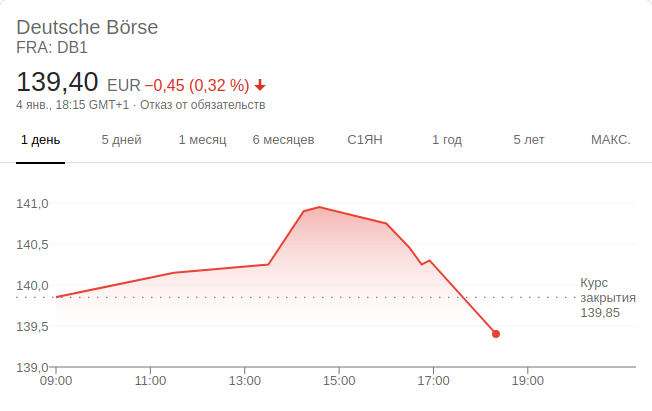 Deutsche Börse
FRA: DB1
139,40 EUR −0,45 (0,32 %)
4 янв., 18:15 GMT+1 · Отказ от обязательств
1 день 5 дней 1 месяц 6 месяцев С1ЯН 1 год 5 лет МАКС.
141,0
140,5
140,0
139,5
139,0
Курс
закрытия
139,85
09:00 11:00 13:00 15:00 17:00 19:00